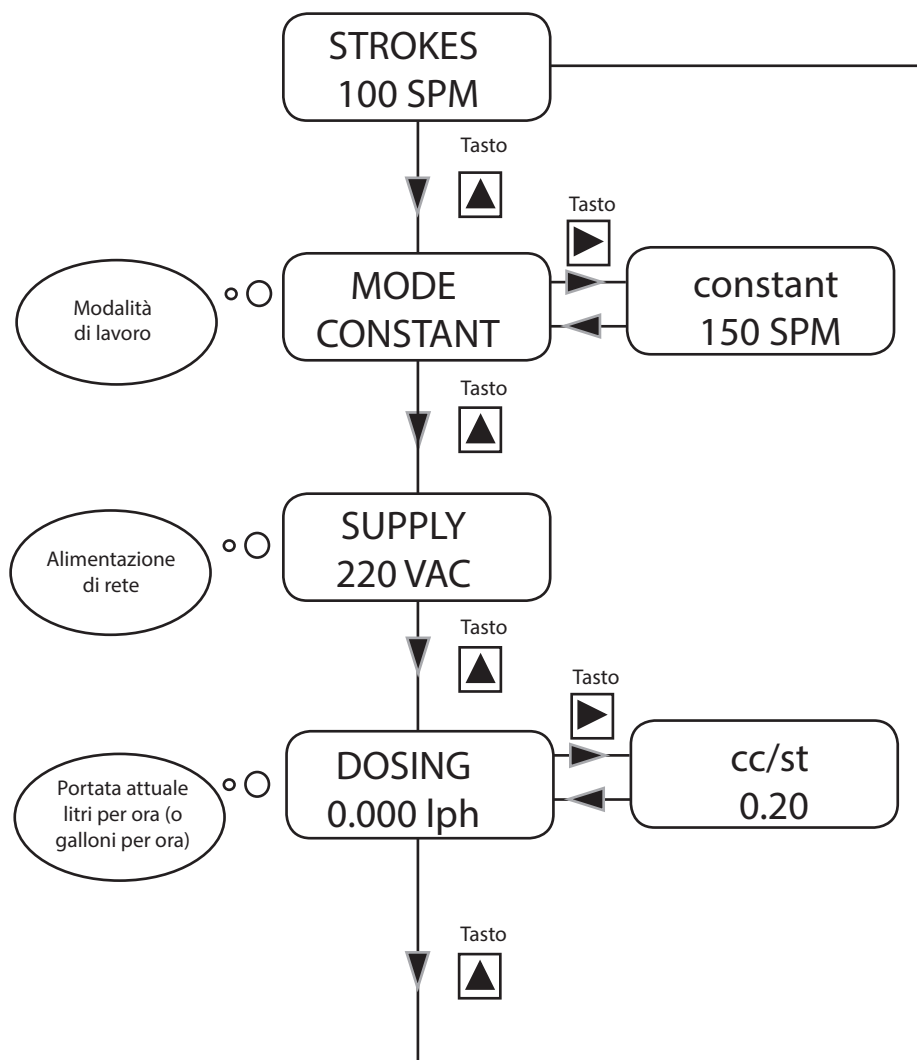 STROKES
100 SPM
Tasto
Tasto
Modalità
di lavoro
MODE
CONSTANT
constant
150 SPM
Tasto
Alimentazione
di rete
SUPPLY
220 VAC
Tasto
Tasto
Portata attuale
litri per ora (o
galloni per ora)
DOSING
0.000 lph
cc/st
0.20
Tasto